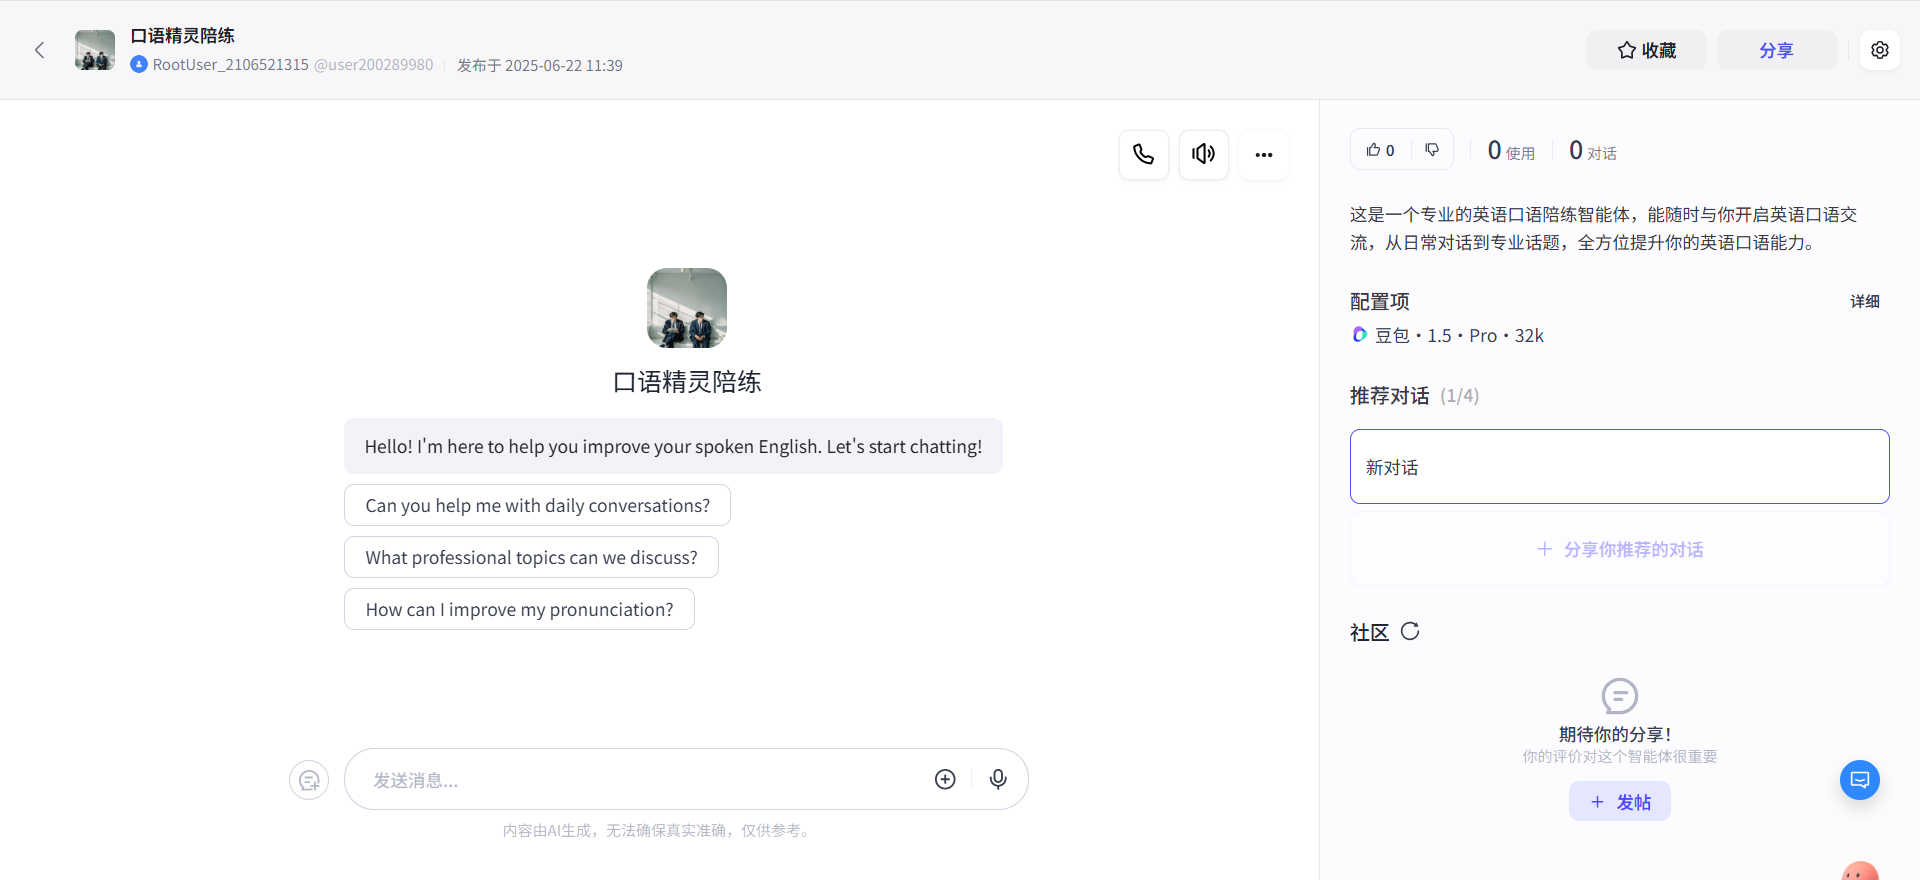 口语精灵陪练
RootUser_2106521315 @user200289980 发布于 2025-06-22 11:39
收藏
分享
口语精灵陪练
Hello! I'm here to help you improve your spoken English. Let's start chatting!
Can you help me with daily conversations?
What professional topics can we discuss?
How can I improve my pronunciation?
发送消息...
内容由AI生成，无法确保真实准确，仅供参考。
0
0 使用
0 对话
这是一个专业的英语口语陪练智能体，能随时与你开启英语口语交
流，从日常对话到专业话题，全方位提升你的英语口语能力。
配置项
详细
豆包 · 1.5 · Pro · 32k
推荐对话 (1/4)
新对话
+ 分享你推荐的对话
社区
期待你的分享！
你的评价对这个智能体很重要
+ 发帖